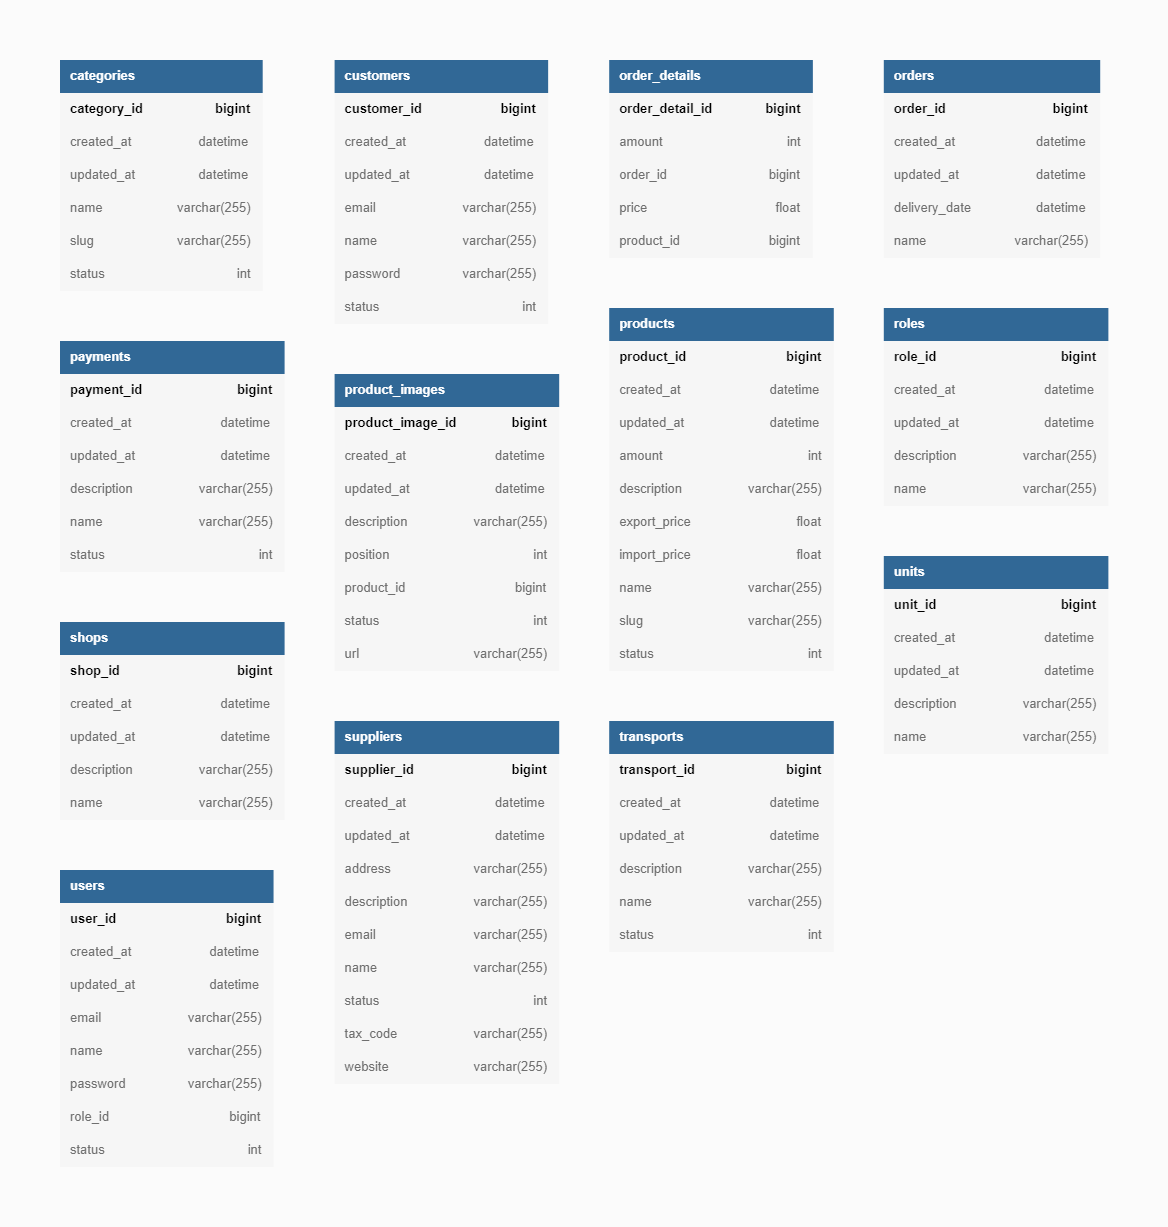 categories
category_id bigint
created_at datetime
updated_at datetime
name varchar(255)
slug varchar(255)
status int
customers
customer_id bigint
created_at datetime
updated_at datetime
email varchar(255)
name varchar(255)
password varchar(255)
status int
order_details
order_detail_id bigint
amount int
order_id bigint
price float
product_id bigint
orders
order_id bigint
created_at datetime
updated_at datetime
delivery_date datetime
name varchar(255)
payments
payment_id bigint
created_at datetime
updated_at datetime
description varchar(255)
name varchar(255)
status int
product_images
product_image_id bigint
created_at datetime
updated_at datetime
description varchar(255)
position int
product_id bigint
status int
url varchar(255)
products
product_id bigint
created_at datetime
updated_at datetime
amount int
description varchar(255)
export_price float
import_price float
name varchar(255)
slug varchar(255)
status int
roles
role_id bigint
created_at datetime
updated_at datetime
description varchar(255)
name varchar(255)
shops
shop_id bigint
created_at datetime
updated_at datetime
description varchar(255)
name varchar(255)
suppliers
supplier_id bigint
created_at datetime
updated_at datetime
address varchar(255)
description varchar(255)
email varchar(255)
name varchar(255)
status int
tax_code varchar(255)
website varchar(255)
transports
transport_id bigint
created_at datetime
updated_at datetime
description varchar(255)
name varchar(255)
status int
units
unit_id bigint
created_at datetime
updated_at datetime
description varchar(255)
name varchar(255)
users
user_id bigint
created_at datetime
updated_at datetime
email varchar(255)
name varchar(255)
password varchar(255)
role_id bigint
status int